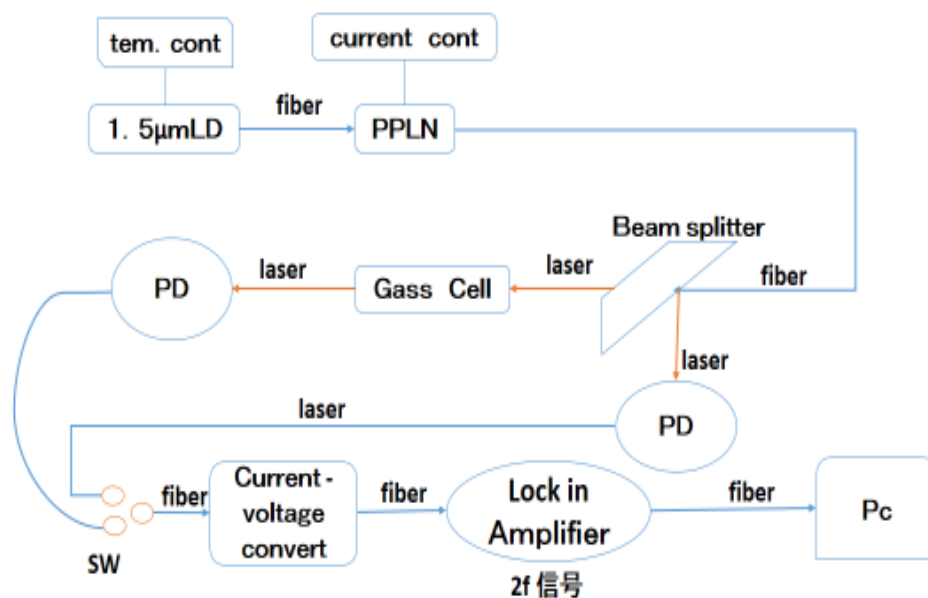 tem. cont
current cont
fiber
1. 5μmLD
PPLN
Beam splitter
fiber
laser
laser
PD
Gass Cell
laser
laser
PD
fiber
Current-
voltage
convert
fiber
Lock in
Amplifier
fiber
Pc
SW
2f 信号